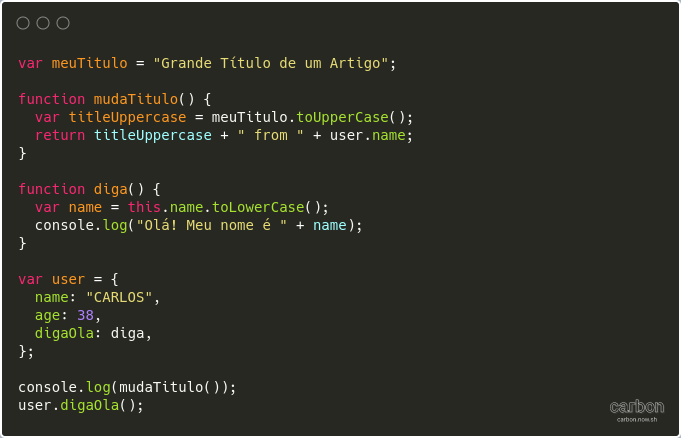 var meuTitulo = "Grande Título de um Artigo";

function mudaTitulo() {
  var titleUppercase = meuTitulo.toUpperCase();
  return titleUppercase + " from " + user.name;
}

function diga() {
  var name = this.name.toLowerCase();
  console.log("Olá! Meu nome é " + name);
}

var user = {
  name: "CARLOS",
  age: 38,
  digaOla: diga,
};

console.log(mudaTitulo());
user.digaOla();
carbon
carbon.now.sh